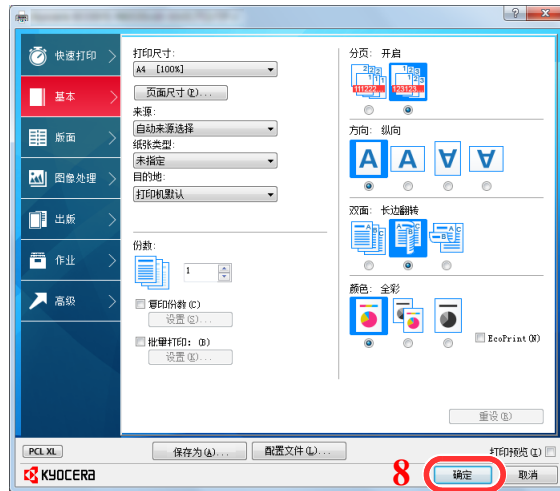 快速打印
基本
版面
图像处理
出版
作业
高级
打印尺寸:
A4 [100%]
页面尺寸(P)...
来源:
自动来源选择
纸张类型:
未指定
目的地:
打印机默认
份数:
1
复印份数(C)
设置(S)...
批量打印: (B)
设置(K)...
分页: 开启
111222
123123
方向: 纵向
A A A A
双面: 长边翻转
颜色: 全彩
EcoPrint(N)
重设(R)
PCL XL
保存为(A)...
配置文件(L)...
打印预览(I)
KYOCERA
8
确定
取消